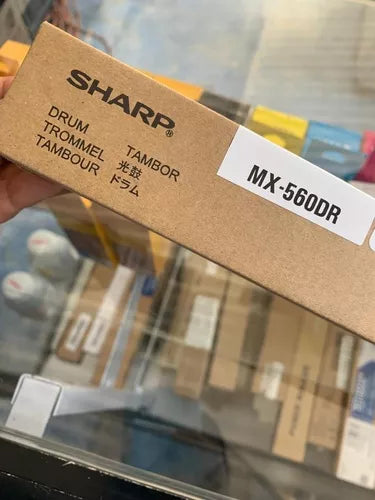 SHARP®
DRUM
TROMMEL
TAMBOUR
TAMBOR
光鼓
ドラム
MX-560DR